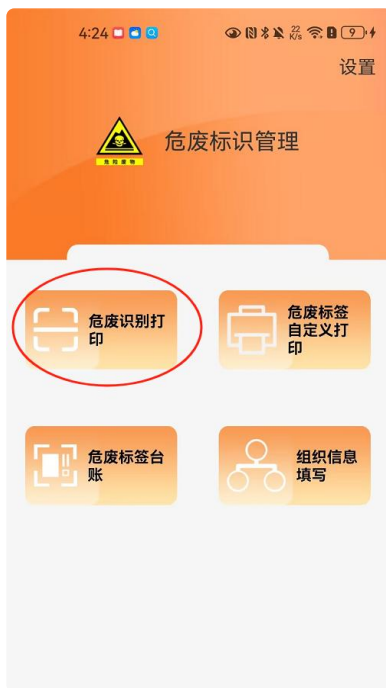 4:24 22 K/s 9
设置
危废标识管理
危险废物
危废识别打
印
危废标签
自定义打
印
危废标签台
账
组织信息
填写